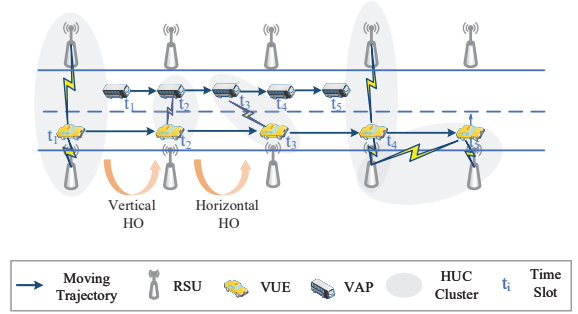 t₁ t₂ t₃ t₄ t₅
t₁ t₂ t₃ t₄ t₅
Vertical HO
Horizontal HO
Moving Trajectory
RSU
VUE
VAP
HUC Cluster
tᵢ
Time Slot